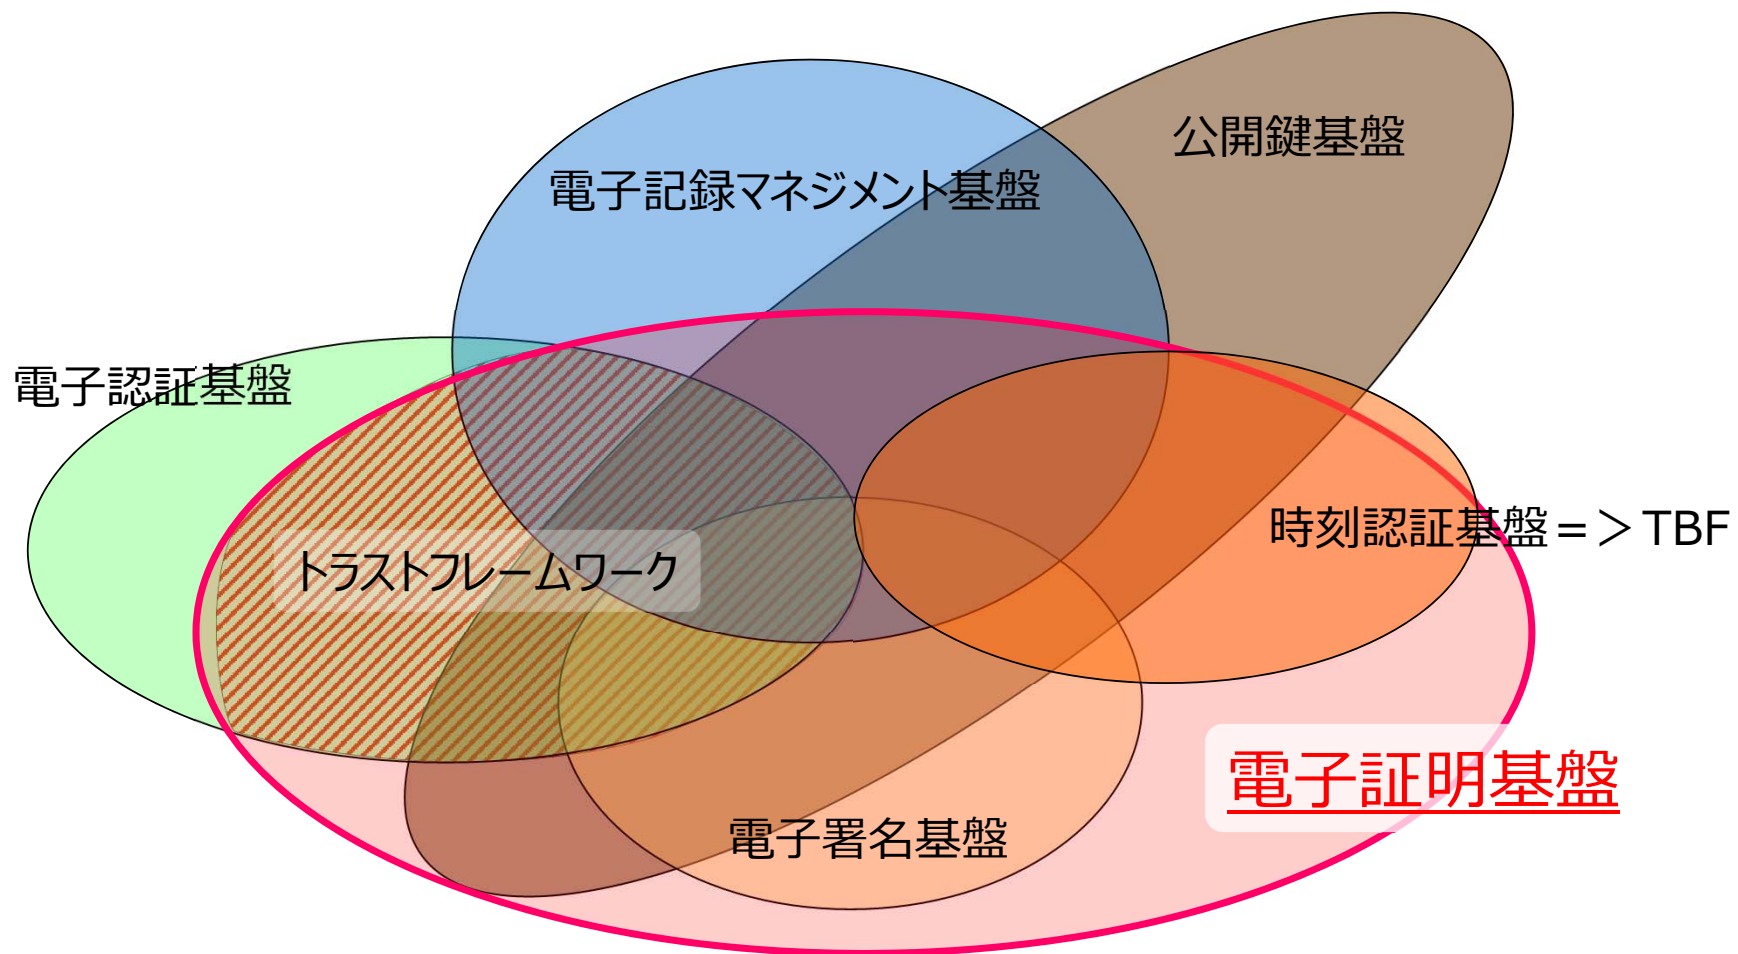 公開鍵基盤
電子記録マネジメント基盤
電子認証基盤
時刻認証基盤＝＞TBF
トラストフレームワーク
電子証明基盤
電子署名基盤